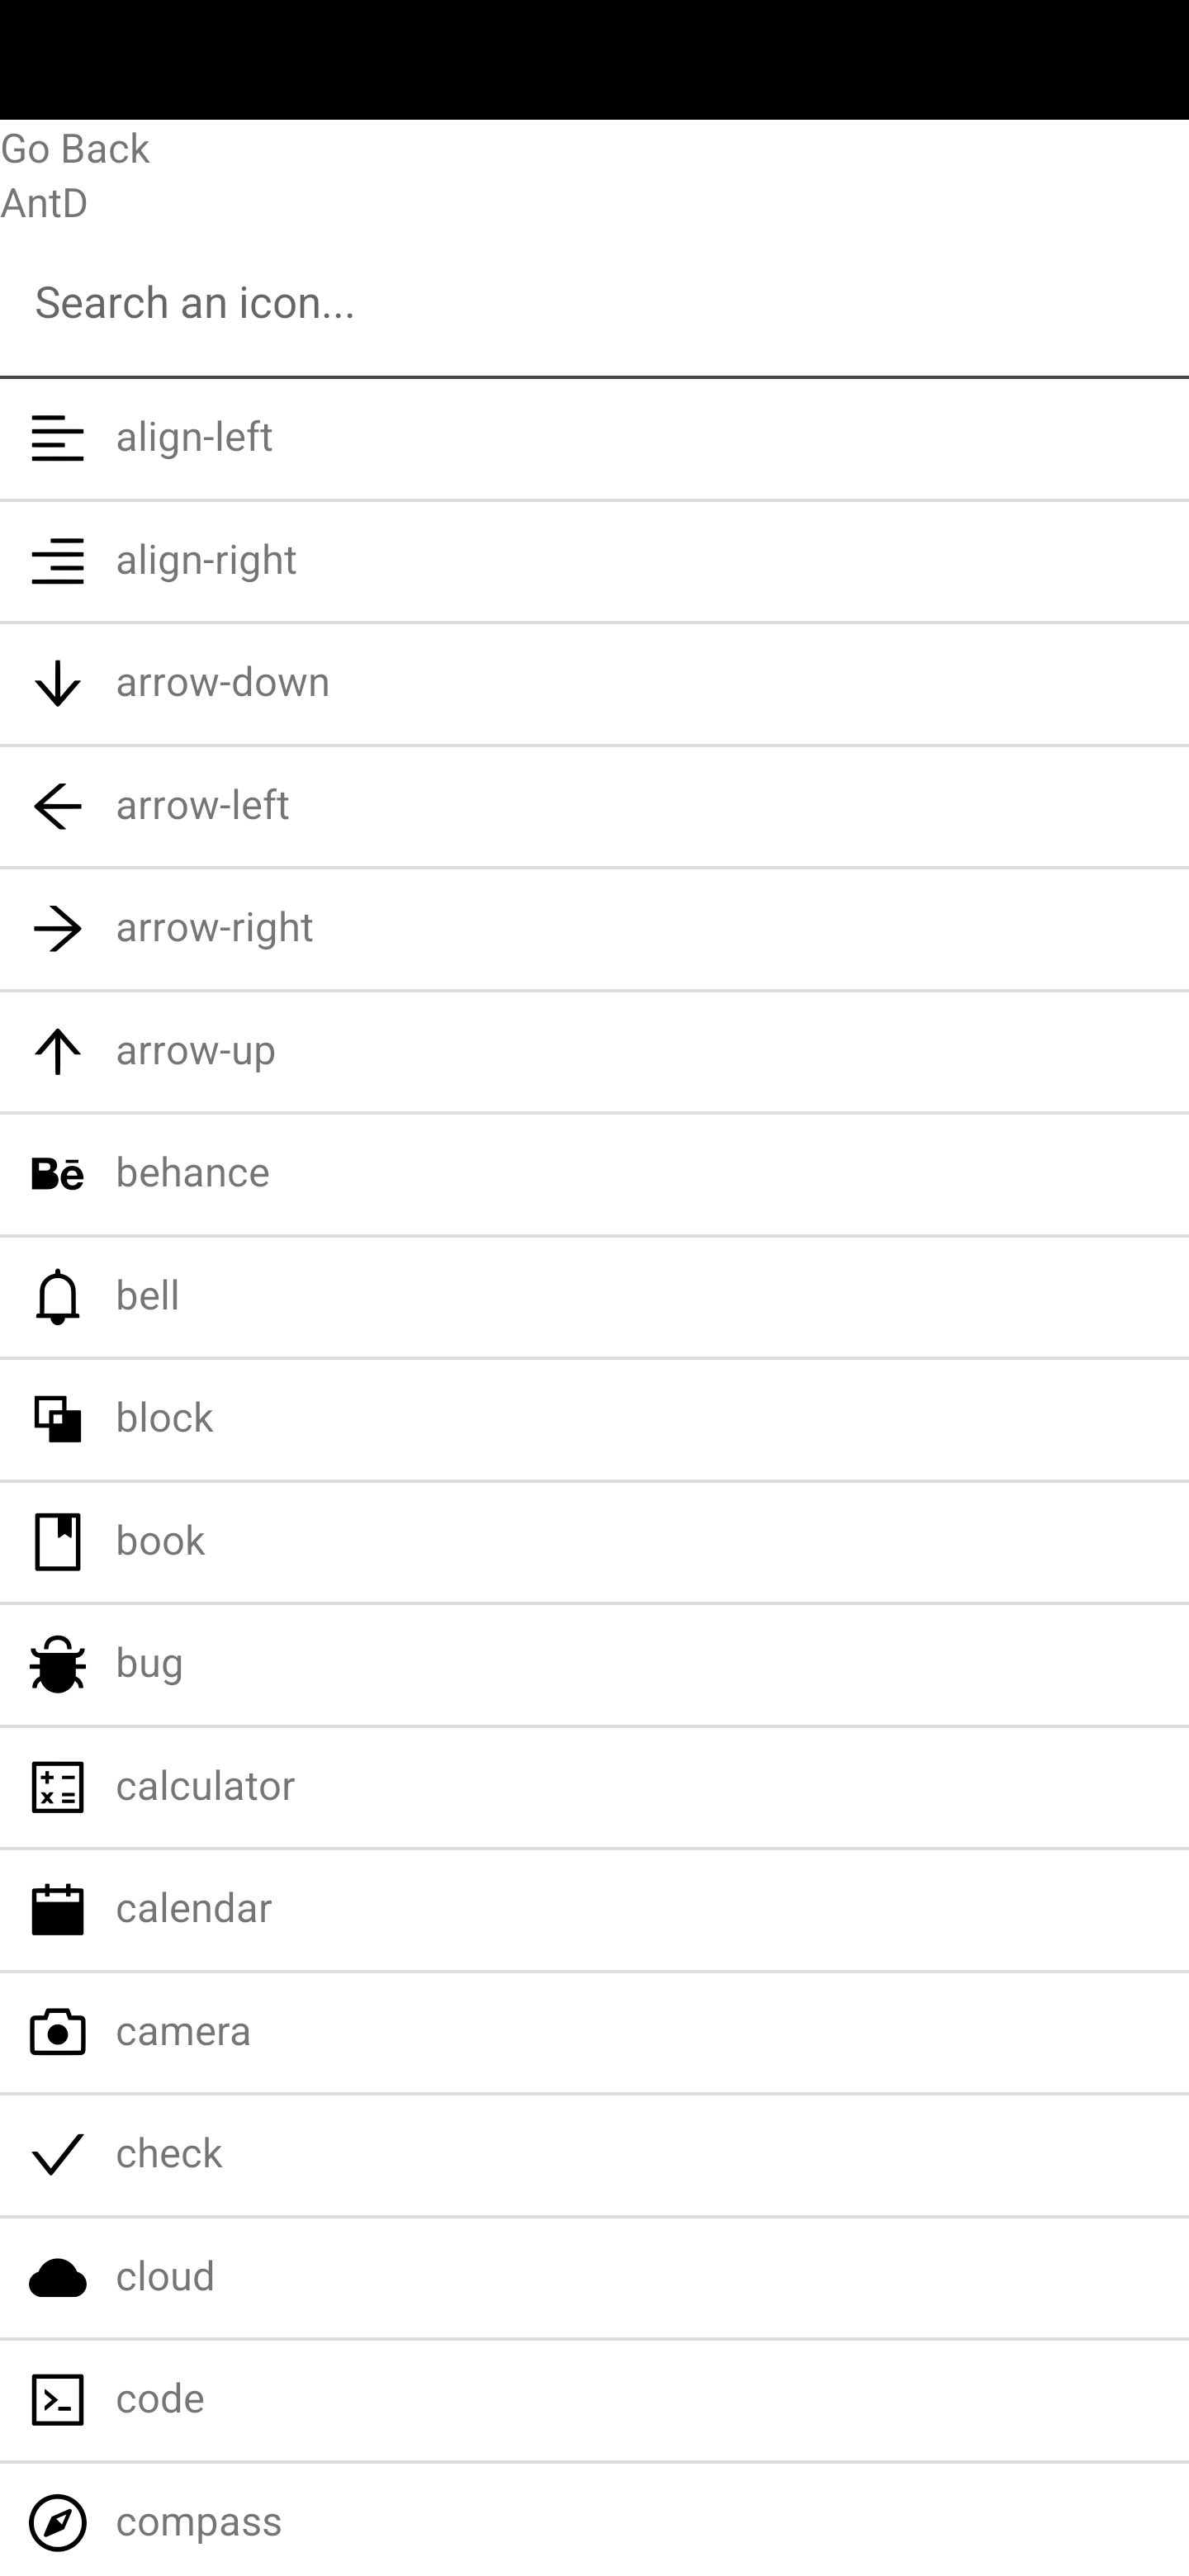 Go Back
AntD
Search an icon...
align-left
align-right
arrow-down
arrow-left
arrow-right
arrow-up
Bē behance
bell
block
book
bug
calculator
calendar
camera
check
cloud
code
compass